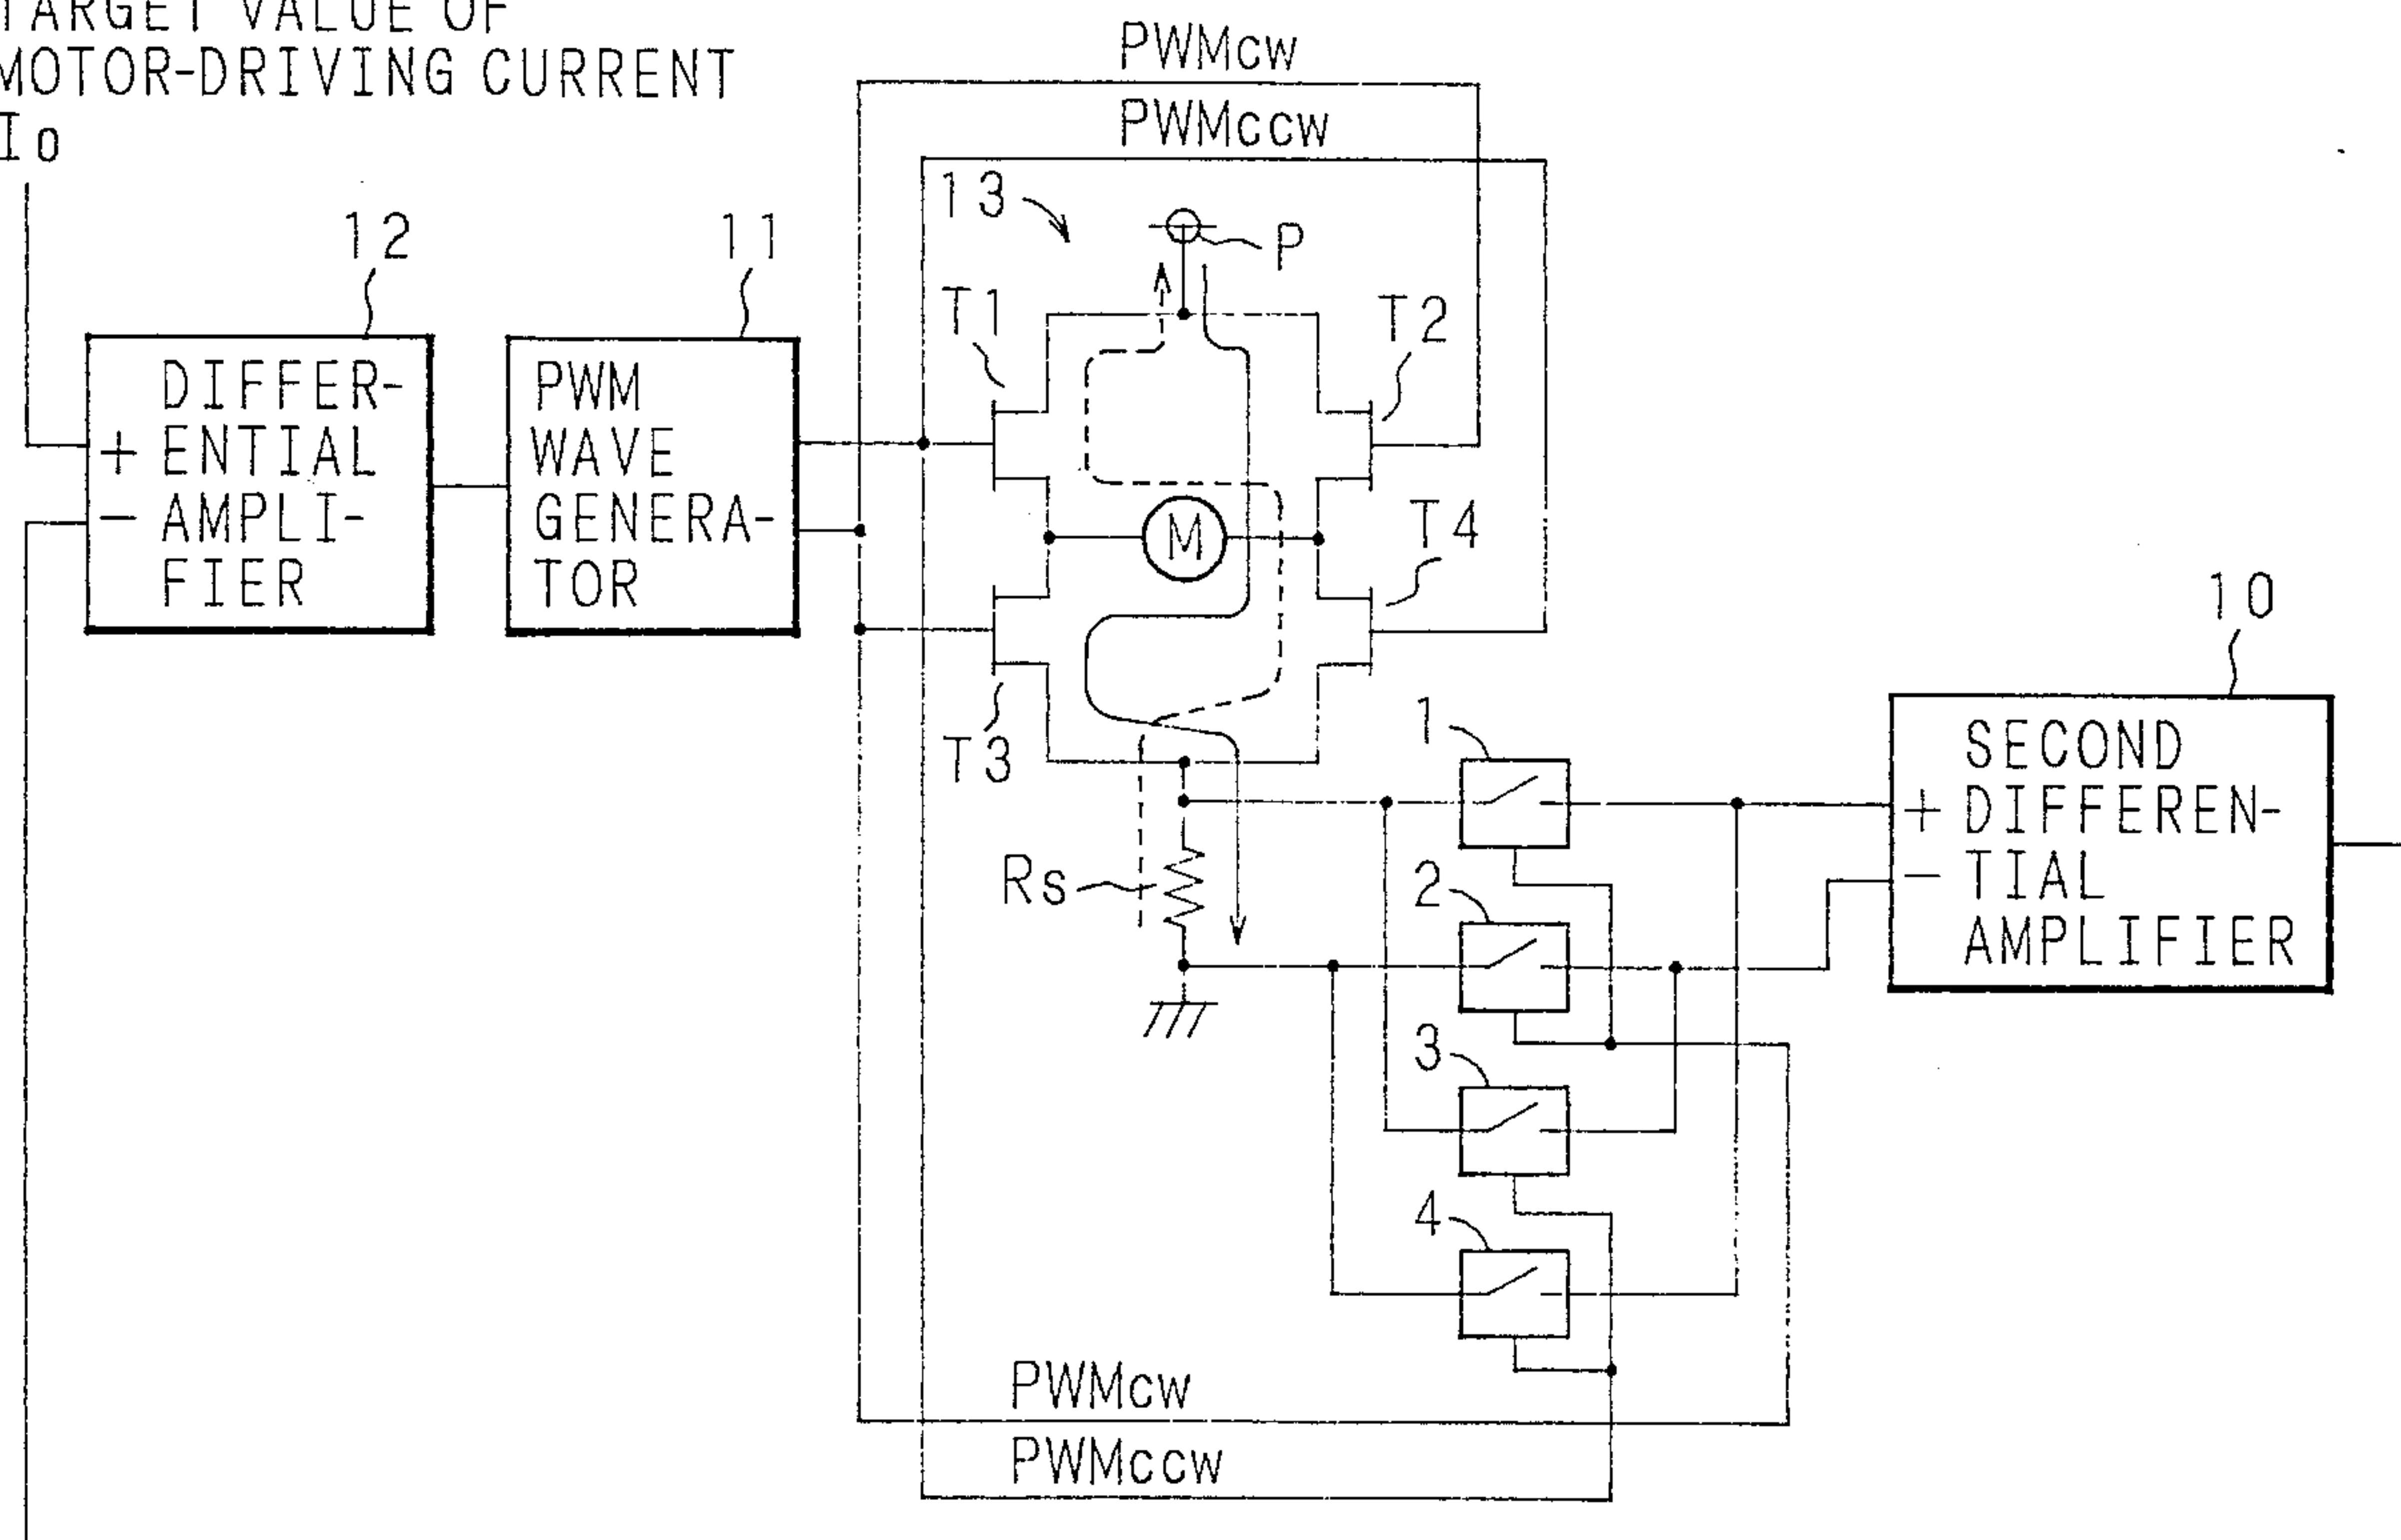 TARGET VALUE OF
MOTOR-DRIVING CURRENT
Io
PWMcw
PWMccw
13
P
12
11
T1
T2
DIFFER-
+ ENTIAL
- AMPLI-
FIER
PWM
WAVE
GENERA-
TOR
M
T4
T3
10
1
SECOND
+ DIFFEREN-
- TIAL
AMPLIFIER
Rs
2
3
4
PWMcw
PWMccw